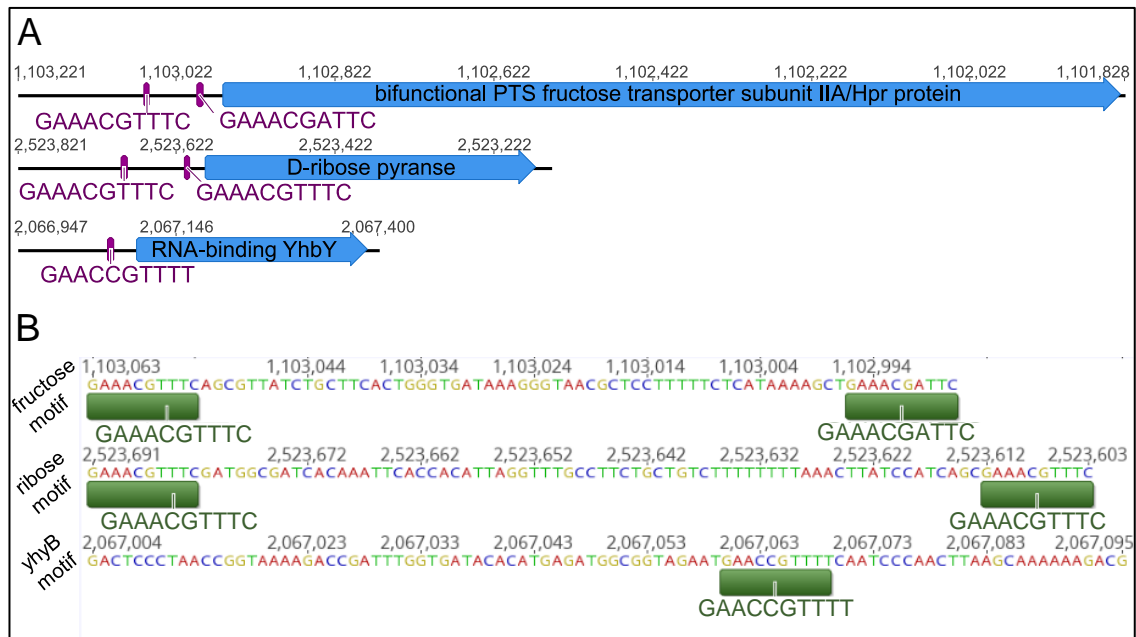 A
1,103,221 1,103,022 1,102,822 1,102,622 1,102,422 1,102,222 1,102,022 1,101,828
bifunctional PTS fructose transporter subunit IIA/Hpr protein
GAAACGTTTC GAAACGATTC
2,523,821 2,523,622 2,523,422 2,523,222
D-ribose pyranse
GAAACGTTTC GAAACGTTTC
2,066,947 2,067,146 2,067,400
RNA-binding YhbY
GAACCGTTTT
B
fructose motif
1,103,063 1,103,044 1,103,034 1,103,024 1,103,014 1,103,004 1,102,994
GAAACGTTTCAGCGTTATCTGCTTCACTGGGTGATAAAGGGTAACGCTCCTTTTTCTCATAAAAGCTGAAACGATTC
GAAACGTTTC GAAACGATTC
ribose motif
2,523,691 2,523,672 2,523,662 2,523,652 2,523,642 2,523,632 2,523,622 2,523,612 2,523,603
GAAACGTTTCGATGGCGATCACAAATTCACCACATTAGGTTTGCCTTCTGCTGTCTTTTTTTTTAAACTTATCCATCAGCGAAACGTTTC
GAAACGTTTC GAAACGTTTC
yhyB motif
2,067,004 2,067,023 2,067,033 2,067,043 2,067,053 2,067,063 2,067,073 2,067,083 2,067,095
GACTCCCTAACCGGTAAAAGACCGATTTGGTGATACACATGAGATGGCGGTAGAATGAACCGTTTTCAATCCCAACTTAAGCAAAAAAGACG
GAACCGTTTT